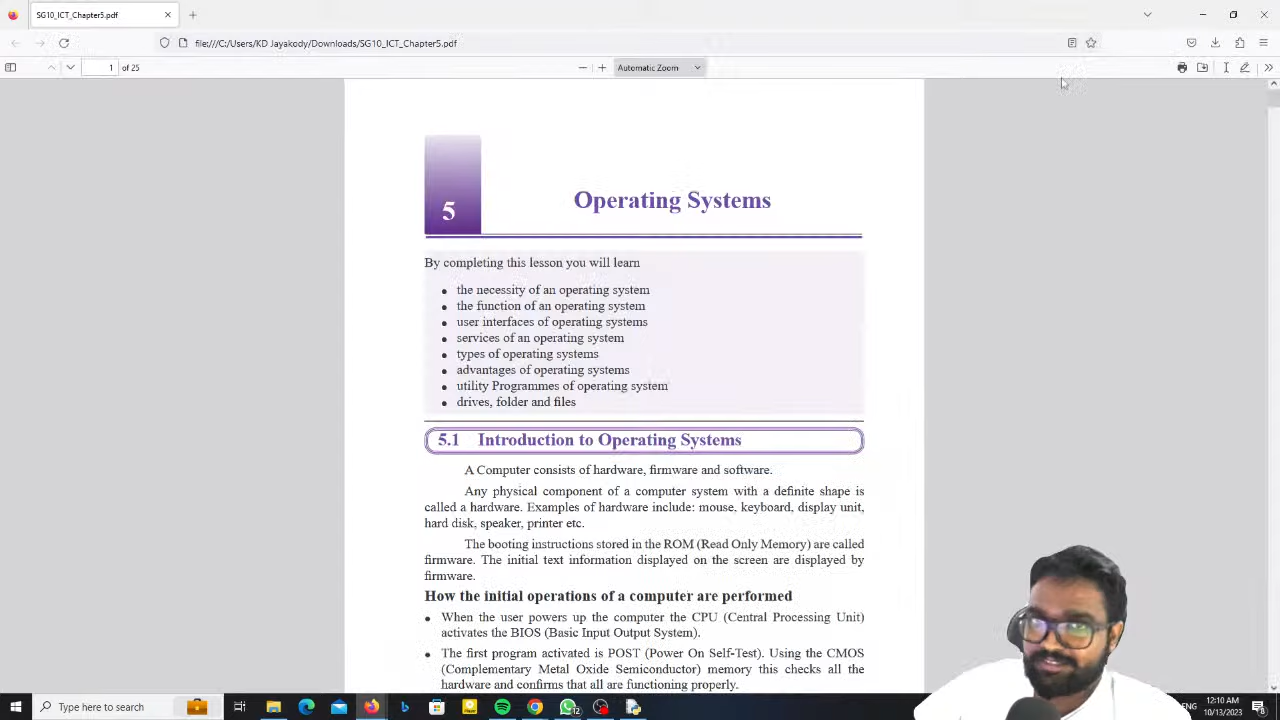 SG10_ICT_Chapter5.pdf
file:///C:/Users/KD Jayakody/Downloads/SG10_ICT_Chapter5.pdf
1 of 25
Automatic Zoom
5
Operating Systems
By completing this lesson you will learn
• the necessity of an operating system
• the function of an operating system
• user interfaces of operating systems
• services of an operating system
• types of operating systems
• advantages of operating systems
• utility Programmes of operating system
• drives, folder and files
5.1 Introduction to Operating Systems
A Computer consists of hardware, firmware and software.
Any physical component of a computer system with a definite shape is
called a hardware. Examples of hardware include: mouse, keyboard, display unit,
hard disk, speaker, printer etc.
The booting instructions stored in the ROM (Read Only Memory) are called
firmware. The initial text information displayed on the screen are displayed by
firmware.
How the initial operations of a computer are performed
• When the user powers up the computer the CPU (Central Processing Unit)
activates the BIOS (Basic Input Output System).
• The first program activated is POST (Power On Self-Test). Using the CMOS
(Complementary Metal Oxide Semiconductor) memory this checks all the
hardware and confirms that all are functioning properly.
Type here to search
ENG
12:10 AM
10/13/2023